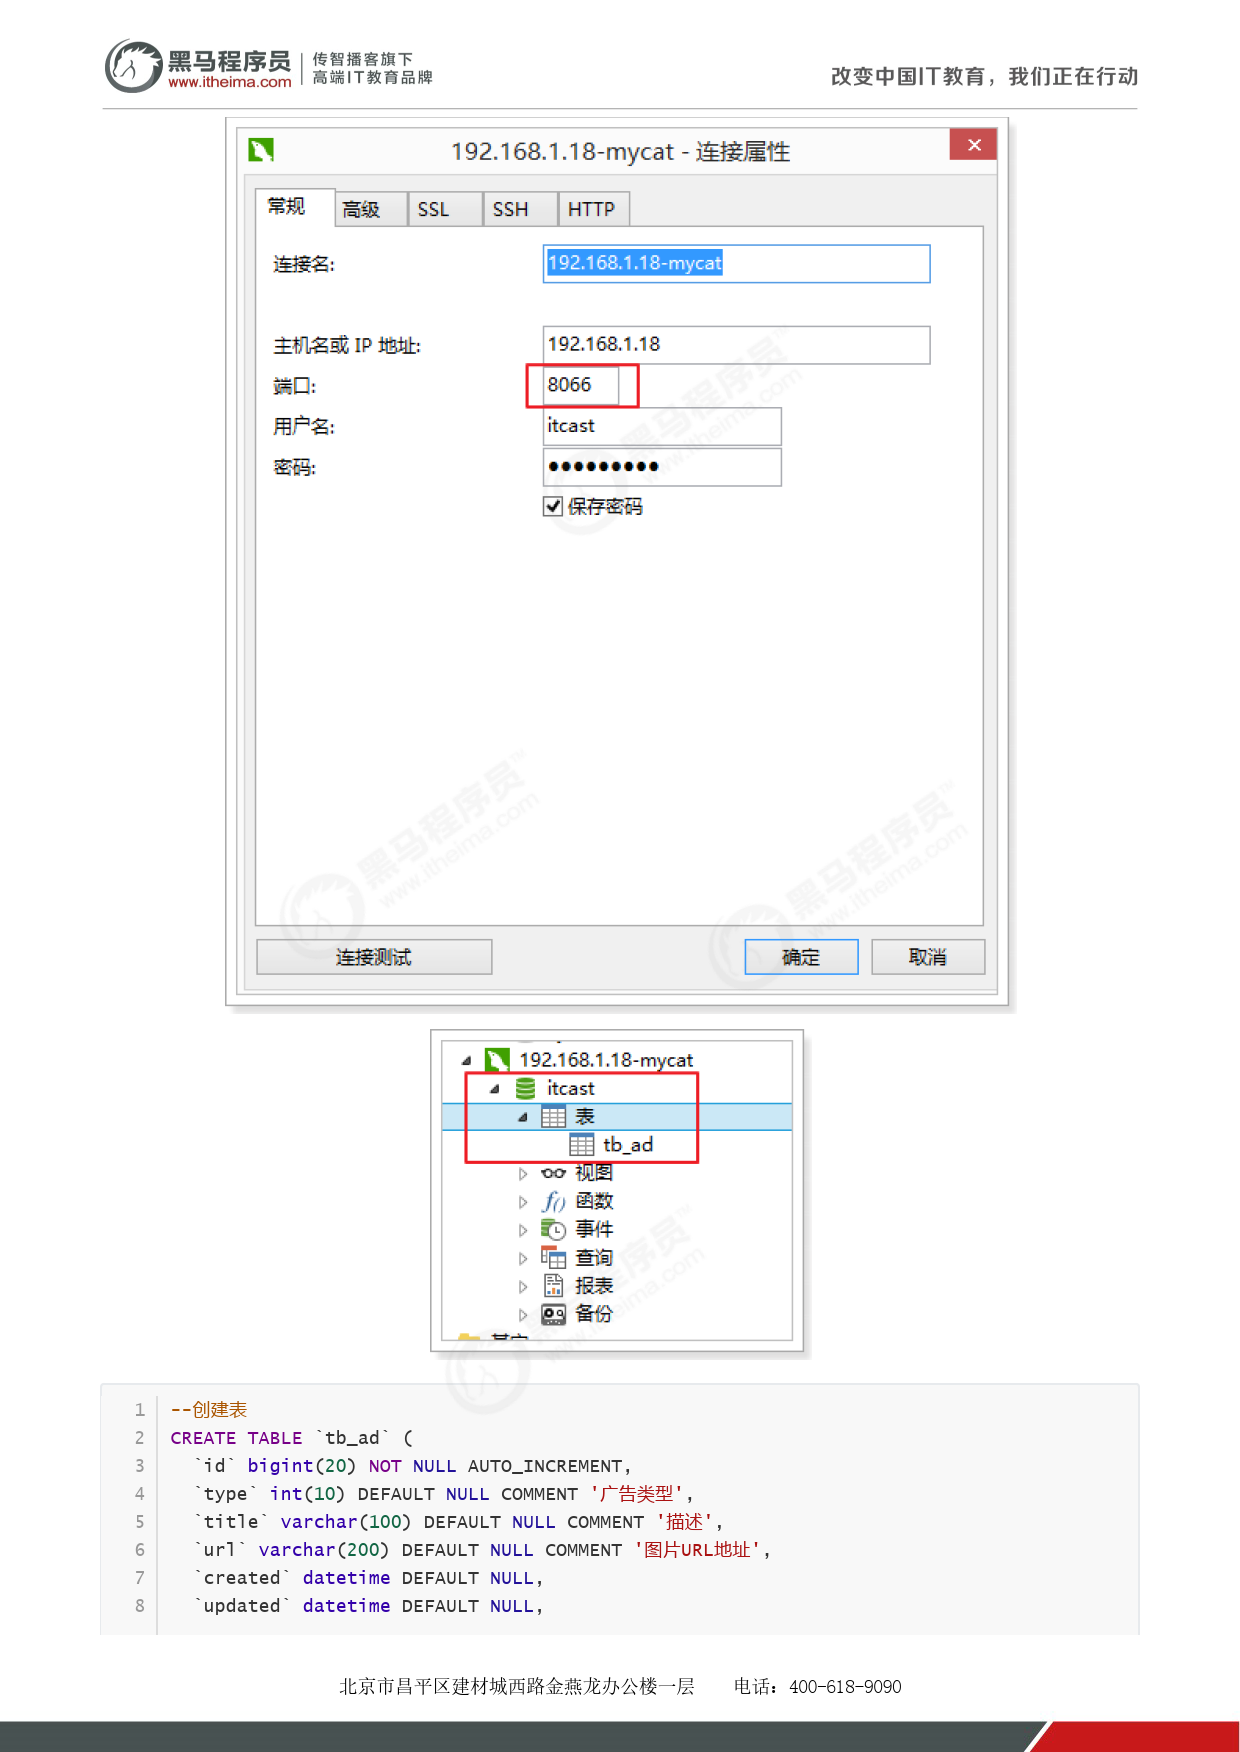 黑马程序员
www.itheima.com
传智播客旗下
高端IT教育品牌
改变中国IT教育，我们正在行动
192.168.1.18-mycat - 连接属性
常规 高级 SSL SSH HTTP
连接名: 192.168.1.18-mycat
主机名或 IP 地址: 192.168.1.18
端口: 8066
用户名: itcast
密码: ●●●●●●●●●
保存密码
连接测试 确定 取消
192.168.1.18-mycat
itcast
表
tb_ad
视图
函数
事件
查询
报表
备份
1 --创建表
2 CREATE TABLE `tb_ad` (
3 `id` bigint(20) NOT NULL AUTO_INCREMENT,
4 `type` int(10) DEFAULT NULL COMMENT '广告类型',
5 `title` varchar(100) DEFAULT NULL COMMENT '描述',
6 `url` varchar(200) DEFAULT NULL COMMENT '图片URL地址',
7 `created` datetime DEFAULT NULL,
8 `updated` datetime DEFAULT NULL,
北京市昌平区建材城西路金燕龙办公楼一层 电话：400-618-9090